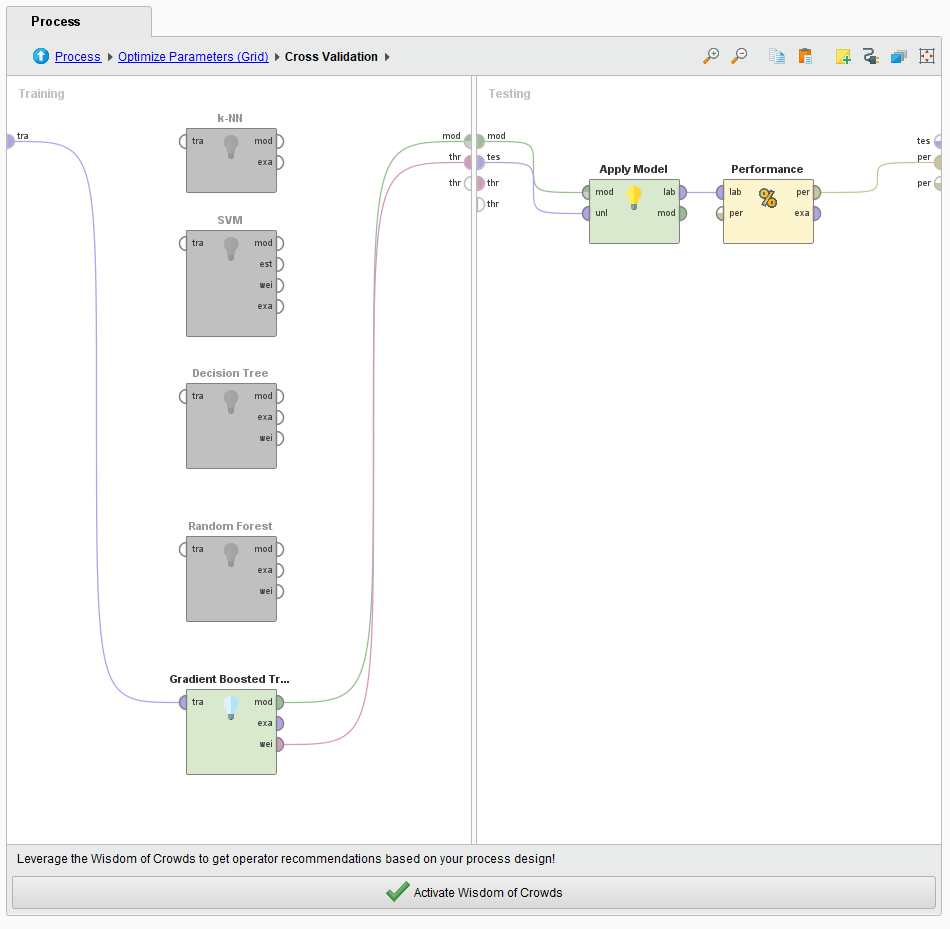 Process
Process Optimize Parameters (Grid) Cross Validation
Training
Testing
tra
k-NN
tra mod
exa
SVM
tra mod
est
wei
exa
Decision Tree
tra mod
exa
wei
Random Forest
tra mod
exa
wei
Gradient Boosted Tr...
tra mod
exa
wei
mod
thr
thr
mod
tes
thr
thr
Apply Model
mod lab
unl mod
Performance
lab per
per exa
tes
per
per
Leverage the Wisdom of Crowds to get operator recommendations based on your process design!
Activate Wisdom of Crowds